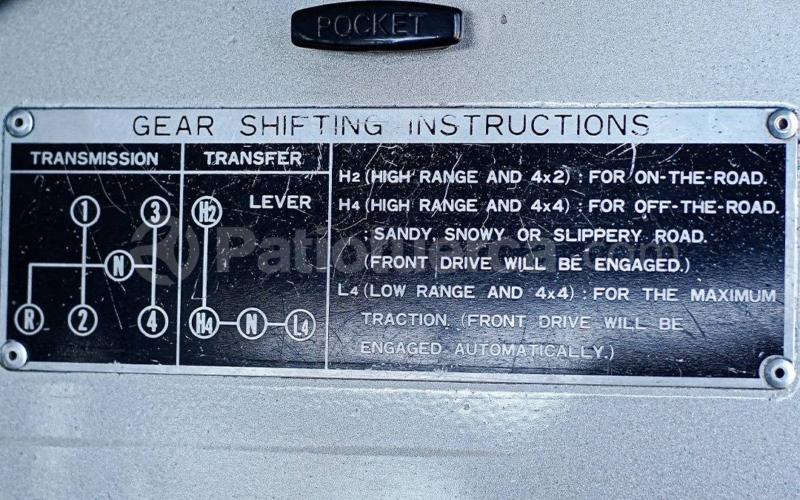 POCKET
GEAR SHIFTING INSTRUCTIONS
TRANSMISSION
1 3
N
R 2 4
TRANSFER
H2 LEVER
H4 N L4
H2 (HIGH RANGE AND 4x2) : FOR ON-THE-ROAD.
H4 (HIGH RANGE AND 4x4) : FOR OFF-THE-ROAD.
SANDY, SNOWY OR SLIPPERY ROAD.
(FRONT DRIVE WILL BE ENGAGED.)
L4 (LOW RANGE AND 4x4) : FOR THE MAXIMUM
TRACTION. (FRONT DRIVE WILL BE
ENGAGED AUTOMATICALLY.)